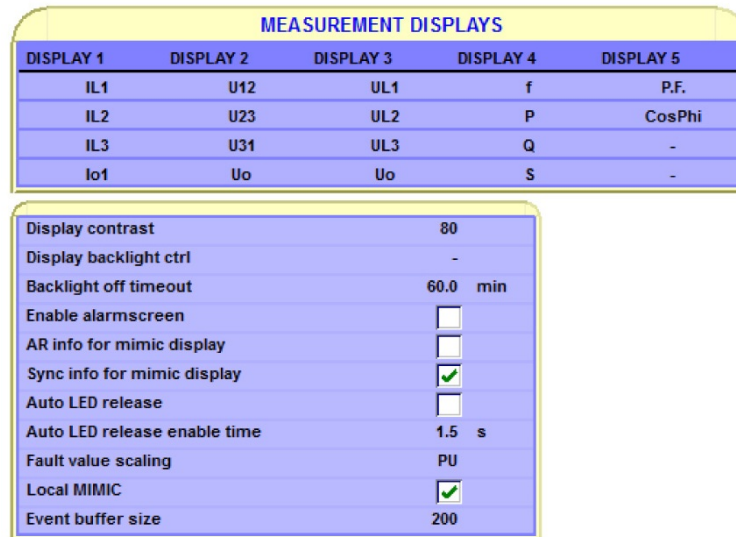 MEASUREMENT DISPLAYS
DISPLAY 1 DISPLAY 2 DISPLAY 3 DISPLAY 4 DISPLAY 5
IL1 U12 UL1 f P.F.
IL2 U23 UL2 P CosPhi
IL3 U31 UL3 Q -
Io1 Uo Uo S -
Display contrast 80
Display backlight ctrl -
Backlight off timeout 60.0 min
Enable alarmscreen
AR info for mimic display
Sync info for mimic display
Auto LED release
Auto LED release enable time 1.5 s
Fault value scaling PU
Local MIMIC
Event buffer size 200